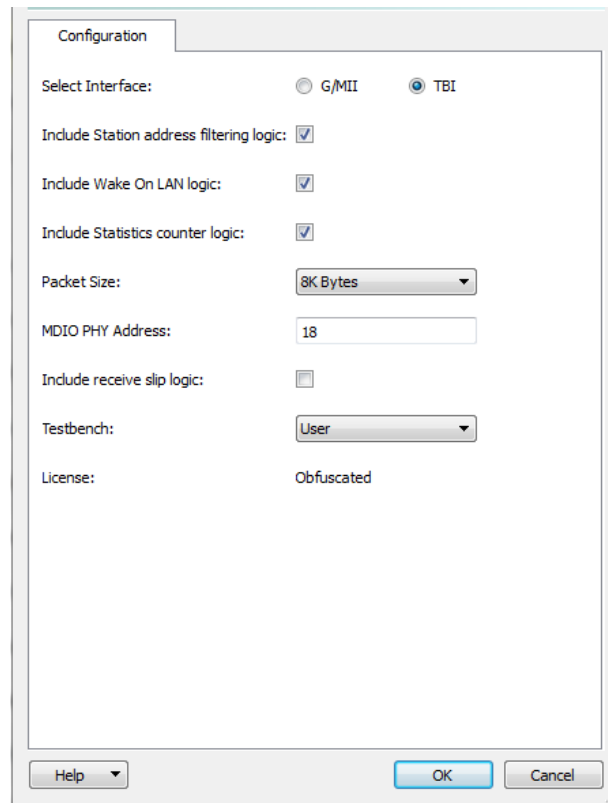 Configuration
Select Interface: G/MII TBI
Include Station address filtering logic:
Include Wake On LAN logic:
Include Statistics counter logic:
Packet Size: 8K Bytes
MDIO PHY Address: 18
Include receive slip logic:
Testbench: User
License: Obfuscated
Help OK Cancel